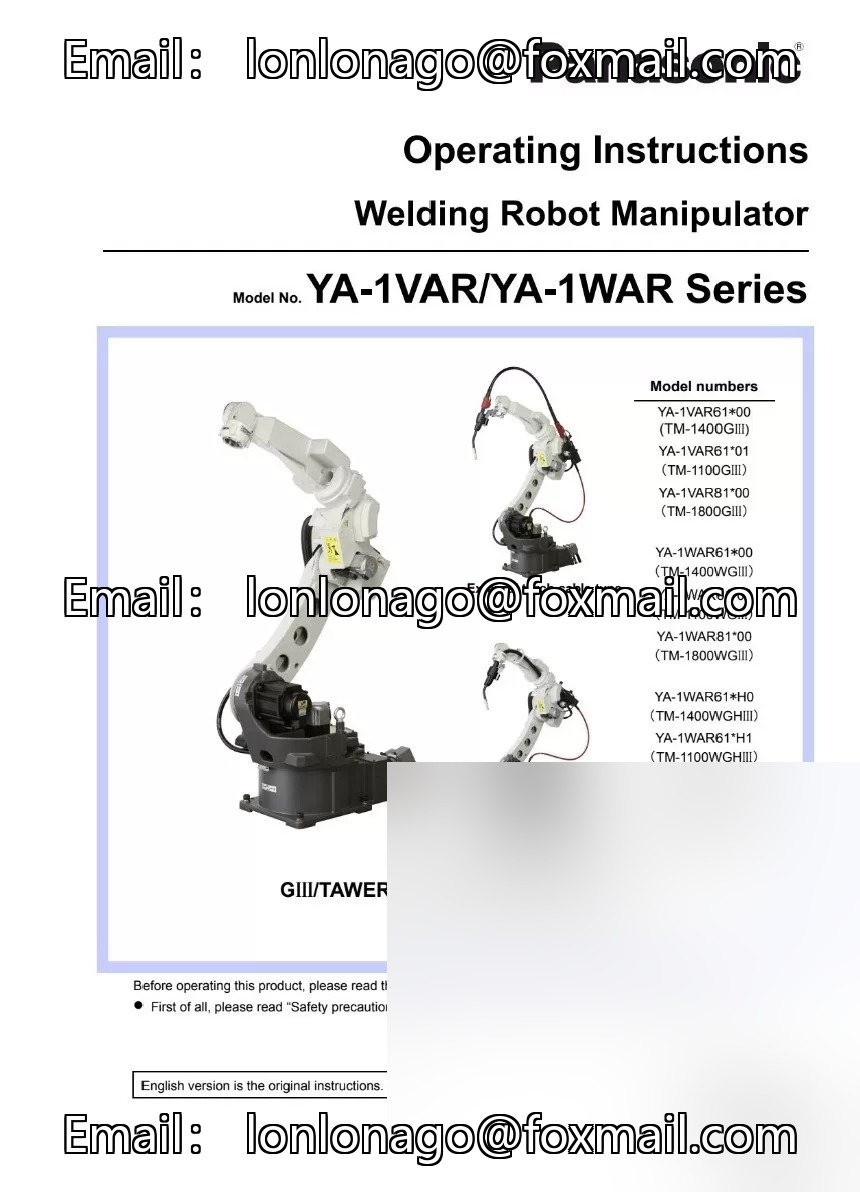 Email: lonlonago@foxmail.com
Panasonic®
Operating Instructions
Welding Robot Manipulator
Model No. YA-1VAR/YA-1WAR Series
Model numbers
YA-1VAR61*00
(TM-1400GIII)
YA-1VAR61*01
(TM-1100GIII)
YA-1VAR81*00
(TM-1800GIII)
YA-1WAR61*00
(TM-1400WGIII)
Email: lonlonago@foxmail.com
(TM-1100WGIII)
YA-1WAR81*00
(TM-1800WGIII)
YA-1WAR61*H0
(TM-1400WGHIII)
YA-1WAR61*H1
(TM-1100WGHIII)
GIII/TAWER
Before operating this product, please read
● First of all, please read “Safety
English version is the original instructions.
Email: lonlonago@foxmail.com